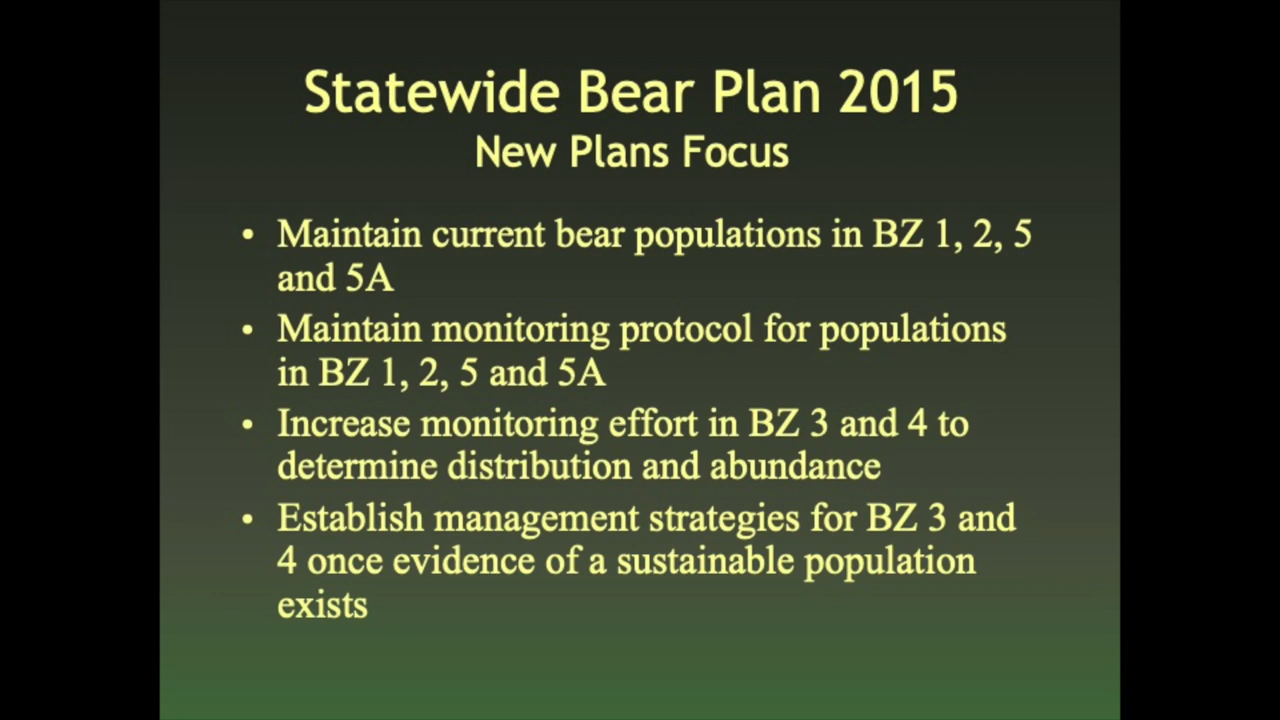 Statewide Bear Plan 2015
New Plans Focus
• Maintain current bear populations in BZ 1, 2, 5
and 5A
• Maintain monitoring protocol for populations
in BZ 1, 2, 5 and 5A
• Increase monitoring effort in BZ 3 and 4 to
determine distribution and abundance
• Establish management strategies for BZ 3 and
4 once evidence of a sustainable population
exists